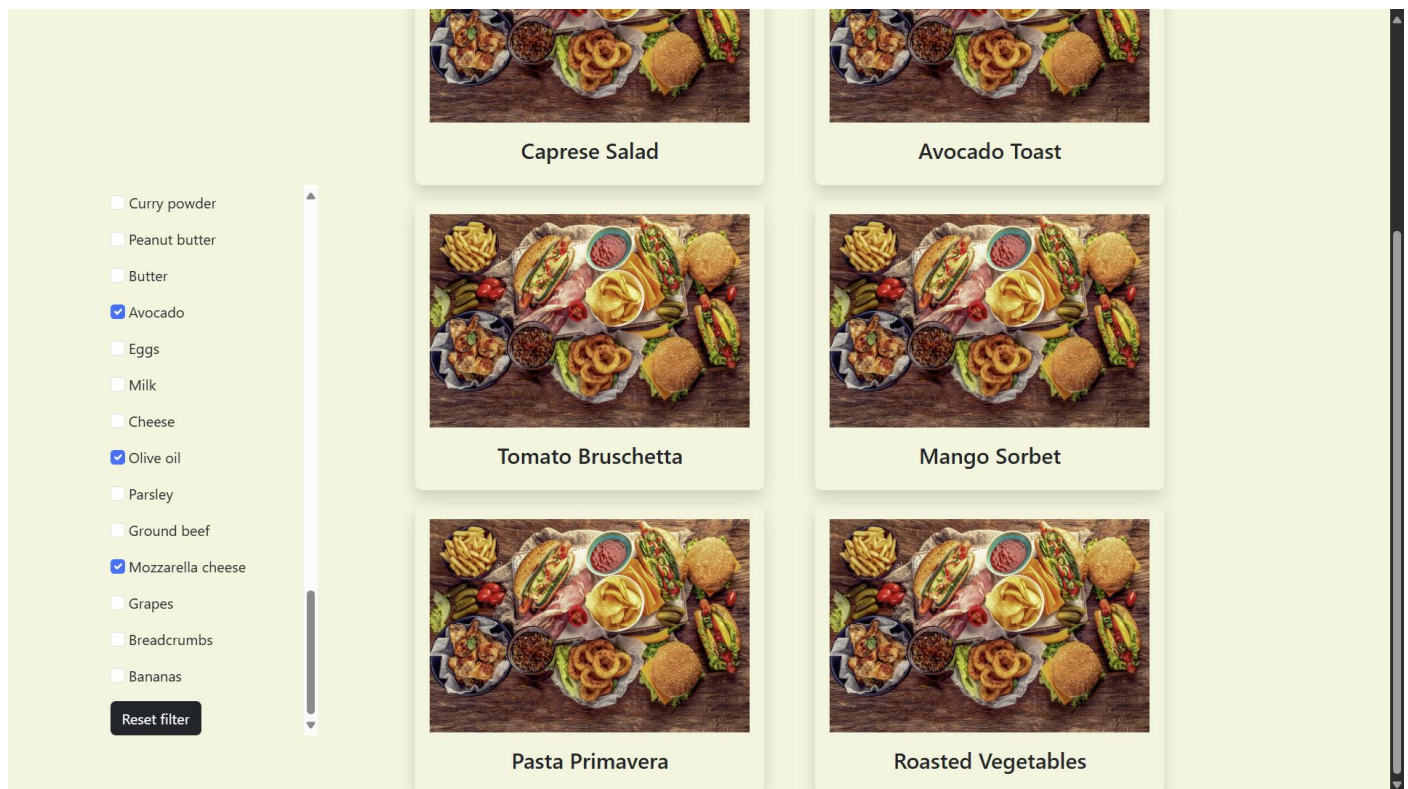 Caprese Salad
Avocado Toast
Curry powder
Peanut butter
Butter
Avocado
Eggs
Milk
Cheese
Olive oil
Parsley
Ground beef
Mozzarella cheese
Grapes
Breadcrumbs
Bananas
Reset filter
Tomato Bruschetta
Mango Sorbet
Pasta Primavera
Roasted Vegetables